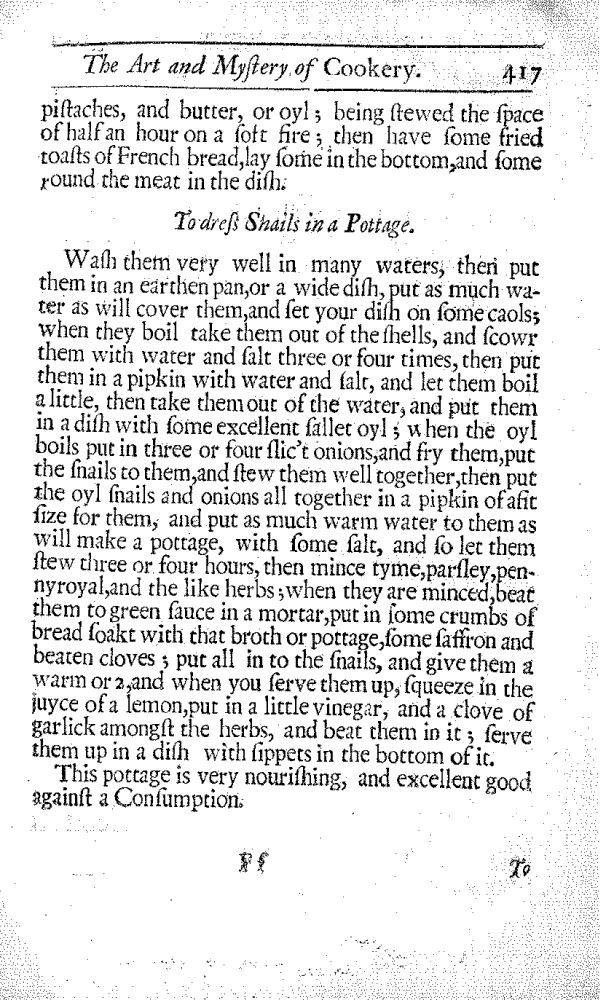 The Art and Myſtery of Cookery. 417
piſtaches, and butter, or oyl; being ſtewed the ſpace
of half an hour on a ſoft fire; then have ſome fried
toaſts of French bread, lay ſome in the bottom, and ſome
round the meat in the diſh.
To dreſs Snails in a Pottage.
Waſh them very well in many waters, then put
them in an earthen pan, or a wide diſh, put as much wa-
ter as will cover them, and ſet your diſh on ſome caols;
when they boil take them out of the ſhells, and ſcowr
them with water and ſalt three or four times, then put
them in a pipkin with water and ſalt, and let them boil
a little, then take them out of the water, and put them
in a diſh with ſome excellent ſallet oyl; when the oyl
boils put in three or four ſlic't onions, and fry them, put
the ſnails to them, and ſtew them well together, then put
the oyl ſnails and onions all together in a pipkin of a fit
ſize for them, and put as much warm water to them as
will make a pottage, with ſome ſalt, and ſo let them
ſtew three or four hours, then mince tyme, parſley, pen-
nyroyal, and the like herbs; when they are minced, beat
them to green ſauce in a mortar, put in ſome crumbs of
bread ſoakt with that broth or pottage, ſome ſaffron and
beaten cloves; put all in to the ſnails, and give them a
warm or 2, and when you ſerve them up, ſqueeze in the
juyce of a lemon, put in a little vinegar, and a clove of
garlick amongſt the herbs, and beat them in it; ſerve
them up in a diſh with ſippets in the bottom of it.
This pottage is very nouriſhing, and excellent good
againſt a Conſumption.
Ff To